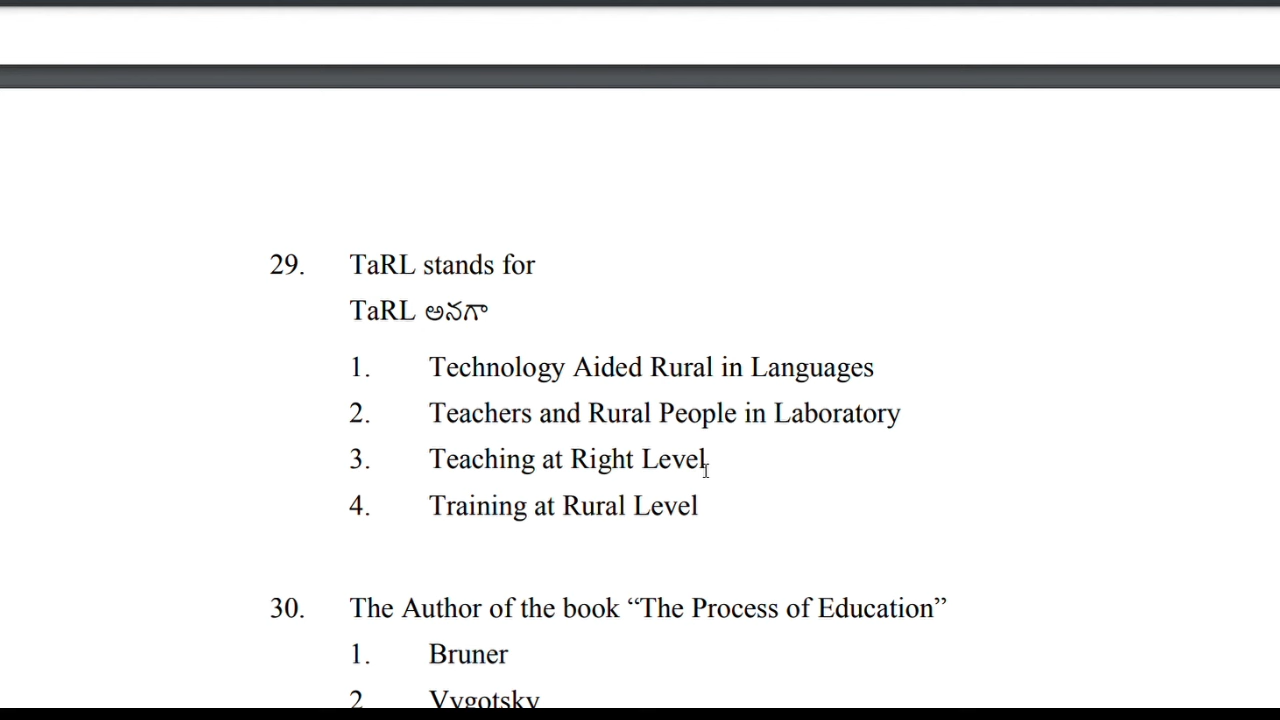 29. TaRL stands for
TaRL అనగా
1. Technology Aided Rural in Languages
2. Teachers and Rural People in Laboratory
3. Teaching at Right Level
4. Training at Rural Level
30. The Author of the book “The Process of Education”
1. Bruner
2 Vygotsky